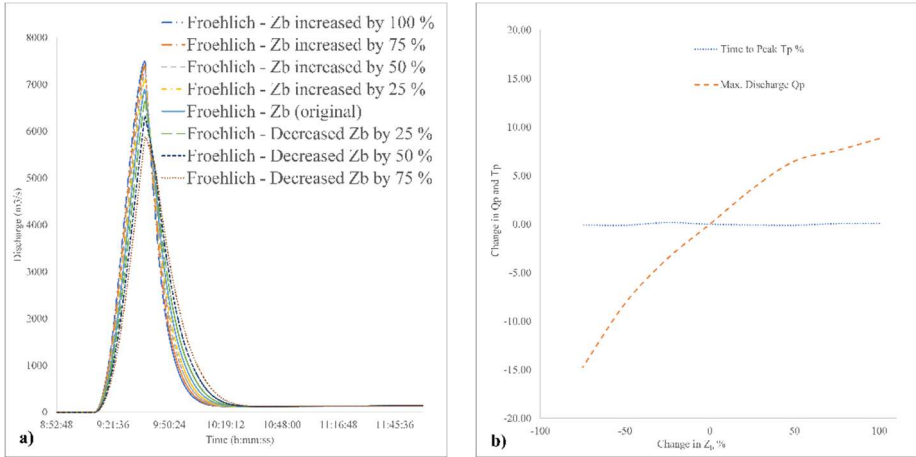 Froehlich - Zb increased by 100 %
Froehlich - Zb increased by 75 %
Froehlich - Zb increased by 50 %
Froehlich - Zb increased by 25 %
Froehlich - Zb (original)
Froehlich - Decreased Zb by 25 %
Froehlich - Decreased Zb by 50 %
Froehlich - Decreased Zb by 75 %
8000
7000
6000
5000
4000
3000
2000
1000
0
Discharge (m3/s)
8:52:48 9:21:36 9:50:24 10:19:12 10:48:00 11:16:48 11:45:36
Time (h:mm:ss)
a)
20.00
15.00
10.00
5.00
0.00
-5.00
-10.00
-15.00
-20.00
Change in Qp and Tp
Time to Peak Tp %
Max. Discharge Qp
-100 -50 0 50 100
Change in Zb %
b)